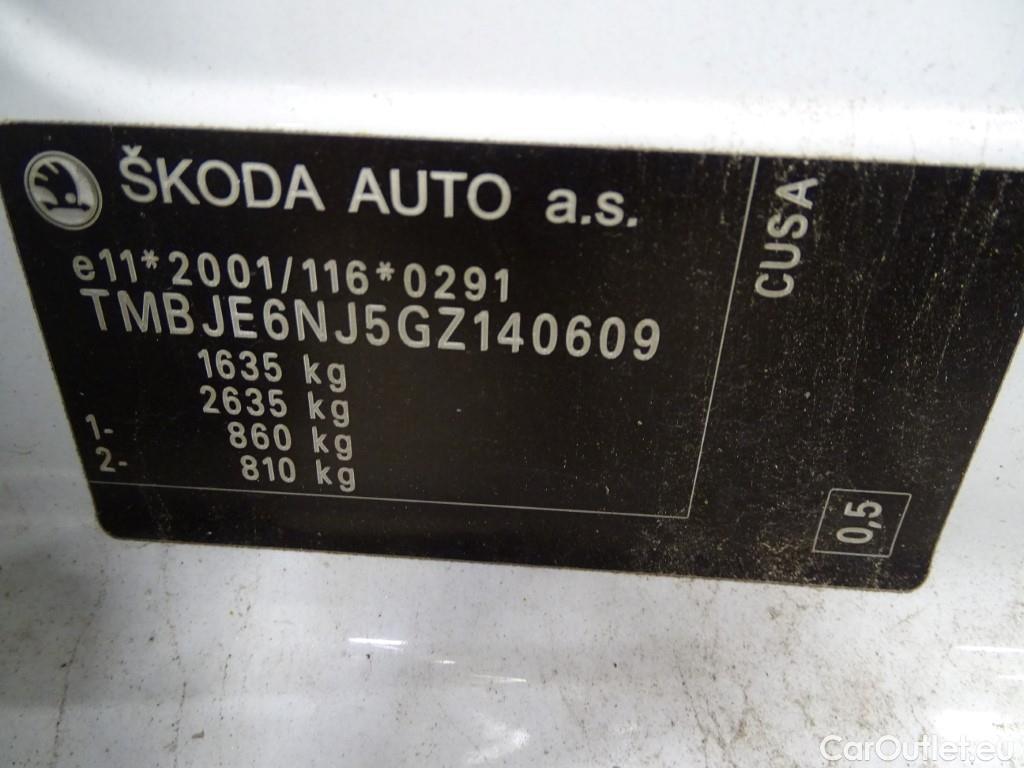 ŠKODA AUTO a.s.
e11*2001/116*0291
TMBJE6NJ5GZ140609
1635 kg
2635 kg
1- 860 kg
2- 810 kg
CUSA
0,5
CarOutlet.eu